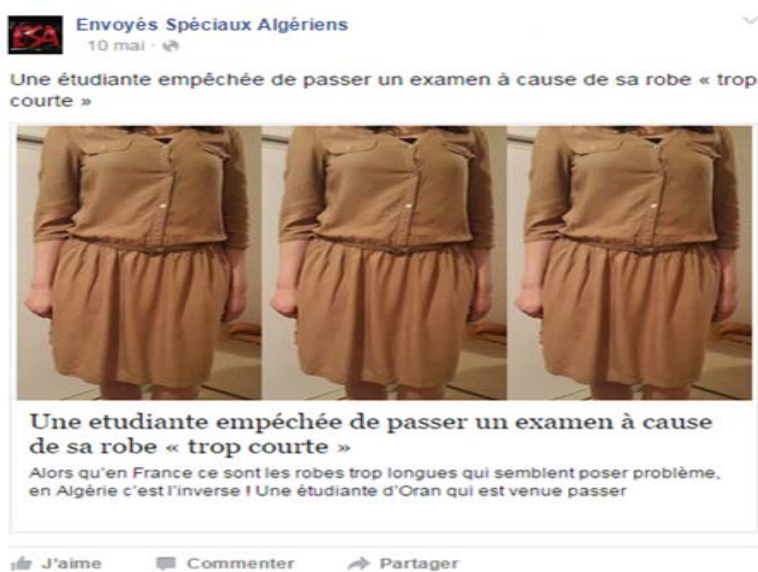 ESA
Envoyés Spéciaux Algériens
10 mai ·
Une étudiante empêchée de passer un examen à cause de sa robe « trop
courte »
Une etudiante empéchée de passer un examen à cause
de sa robe « trop courte »
Alors qu'en France ce sont les robes trop longues qui semblent poser problème,
en Algérie c'est l'inverse ! Une étudiante d'Oran qui est venue passer
J'aime Commenter Partager